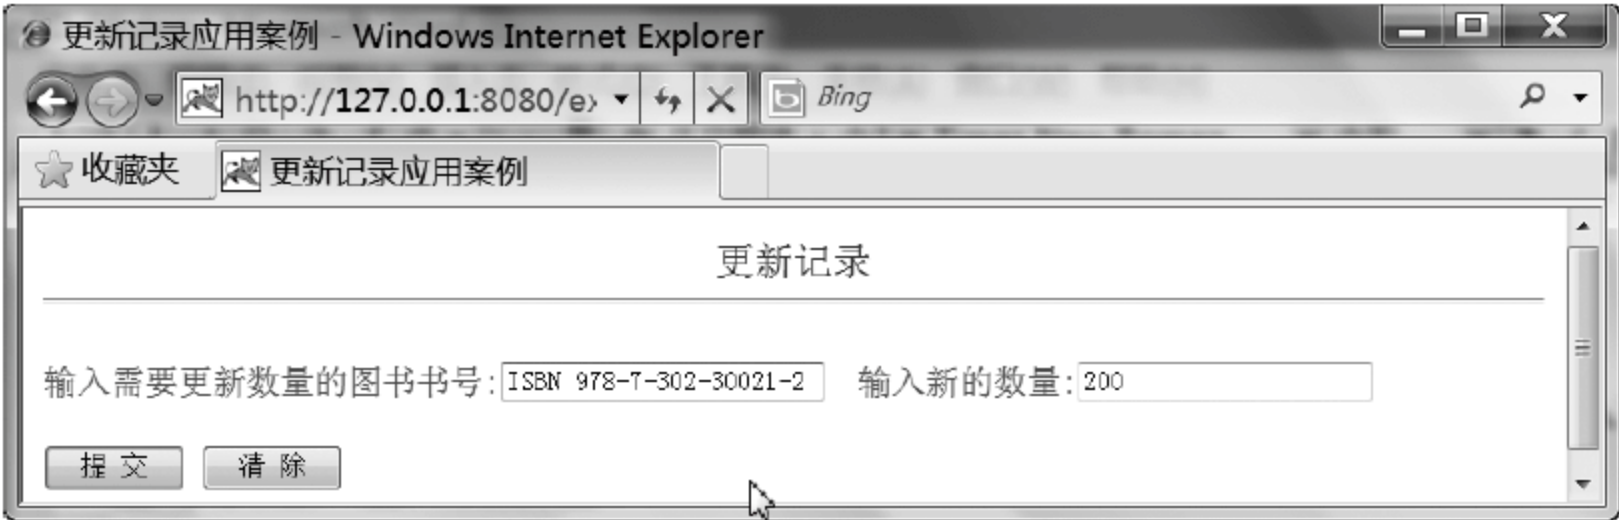 更新记录应用案例 - Windows Internet Explorer
http://127.0.0.1:8080/e
Bing
收藏夹 更新记录应用案例
更新记录
输入需要更新数量的图书书号:ISBN 978-7-302-30021-2 输入新的数量:200
提 交 清 除